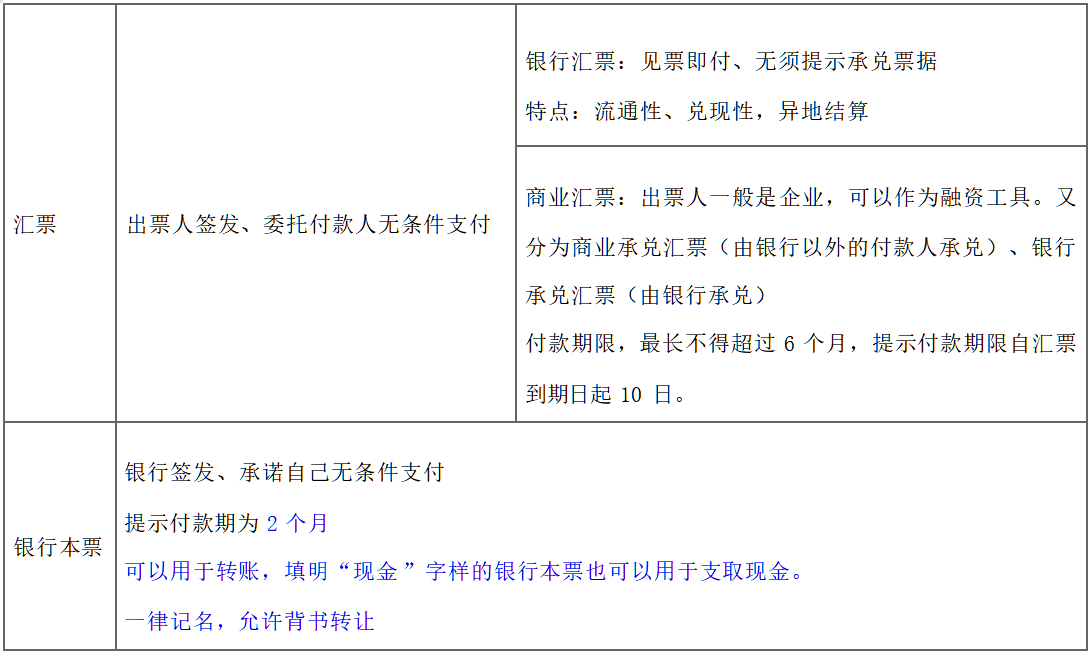 汇票
出票人签发、委托付款人无条件支付
银行汇票：见票即付、无须提示承兑票据
特点：流通性、兑现性，异地结算
商业汇票：出票人一般是企业，可以作为融资工具。又
分为商业承兑汇票（由银行以外的付款人承兑）、银行
承兑汇票（由银行承兑）
付款期限，最长不得超过 6 个月，提示付款期限自汇票
到期日起 10 日。
银行本票
银行签发、承诺自己无条件支付
提示付款期为 2 个月
可以用于转账，填明“现金”字样的银行本票也可以用于支取现金。
一律记名，允许背书转让